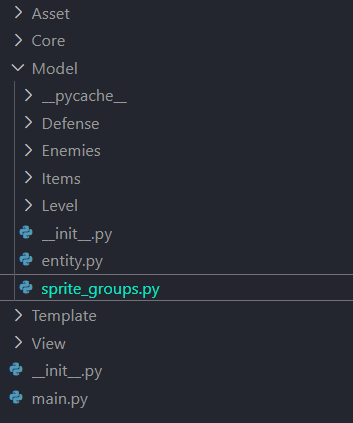 Asset
Core
Model
__pycache__
Defense
Enemies
Items
Level
__init__.py
entity.py
sprite_groups.py
Template
View
__init__.py
main.py